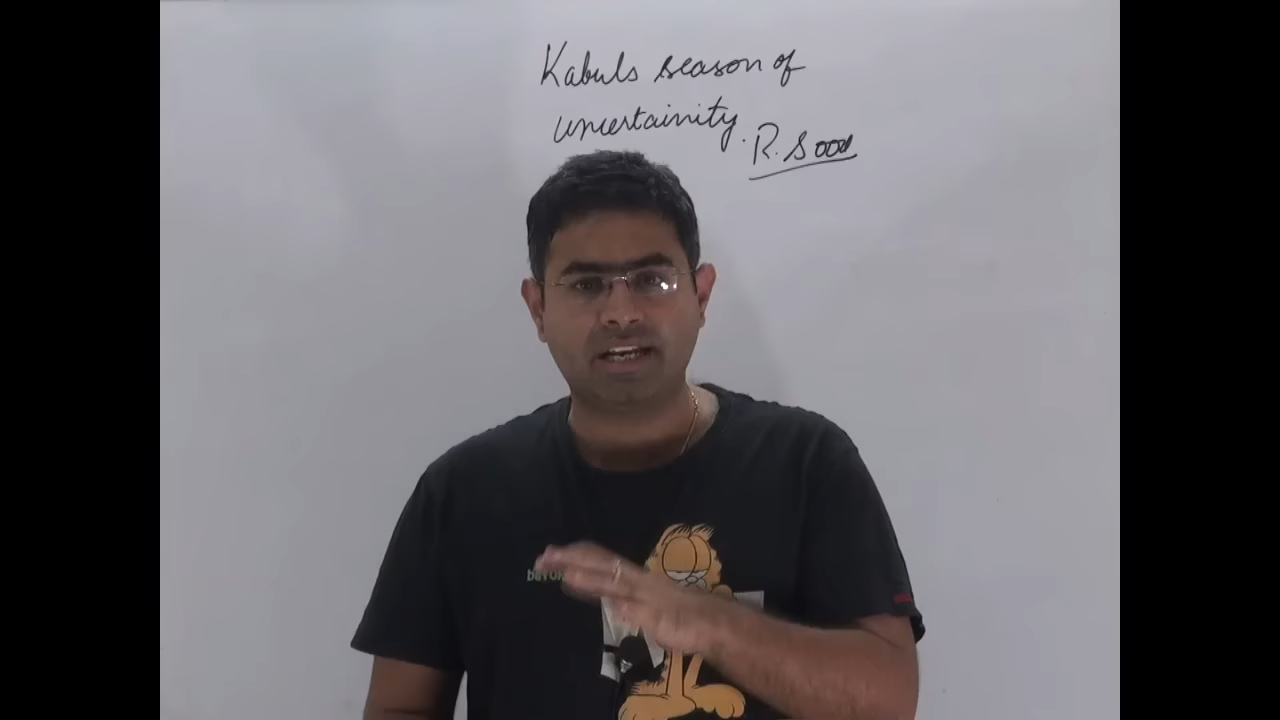 Kabuls season of
uncertainity.
R. Sood